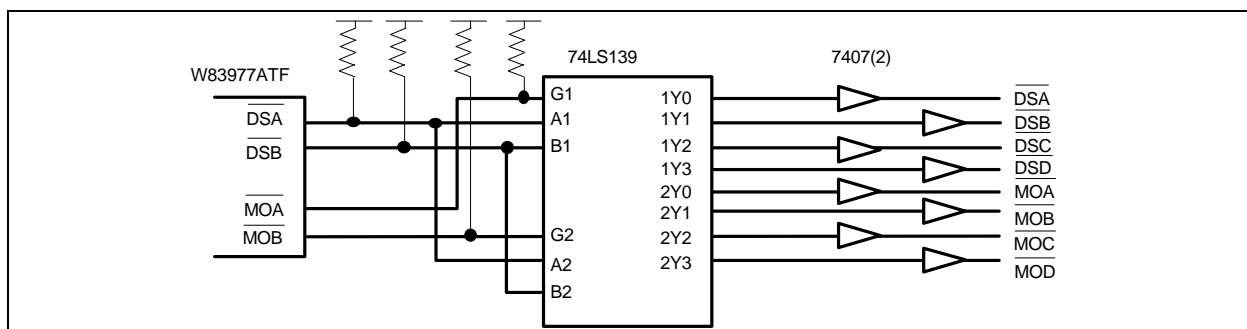 74LS139
7407(2)
W83977ATF
G1
1Y0
DSA
DSA
A1
1Y1
DSB
DSB
B1
1Y2
DSC
1Y3
DSD
2Y0
MOA
MOA
2Y1
MOB
MOB
G2
2Y2
MOC
A2
2Y3
MOD
B2